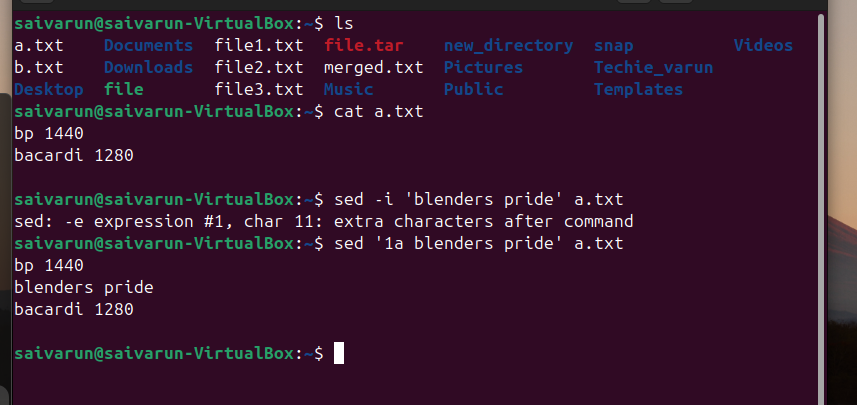 saivarun@saivarun-VirtualBox:~$ ls
a.txt    Documents  file1.txt  file.tar    new_directory  snap          Videos
b.txt    Downloads  file2.txt  merged.txt  Pictures       Techie_varun
Desktop  file       file3.txt  Music       Public         Templates
saivarun@saivarun-VirtualBox:~$ cat a.txt
bp 1440
bacardi 1280
saivarun@saivarun-VirtualBox:~$ sed -i 'blenders pride' a.txt
sed: -e expression #1, char 11: extra characters after command
saivarun@saivarun-VirtualBox:~$ sed '1a blenders pride' a.txt
bp 1440
blenders pride
bacardi 1280
saivarun@saivarun-VirtualBox:~$